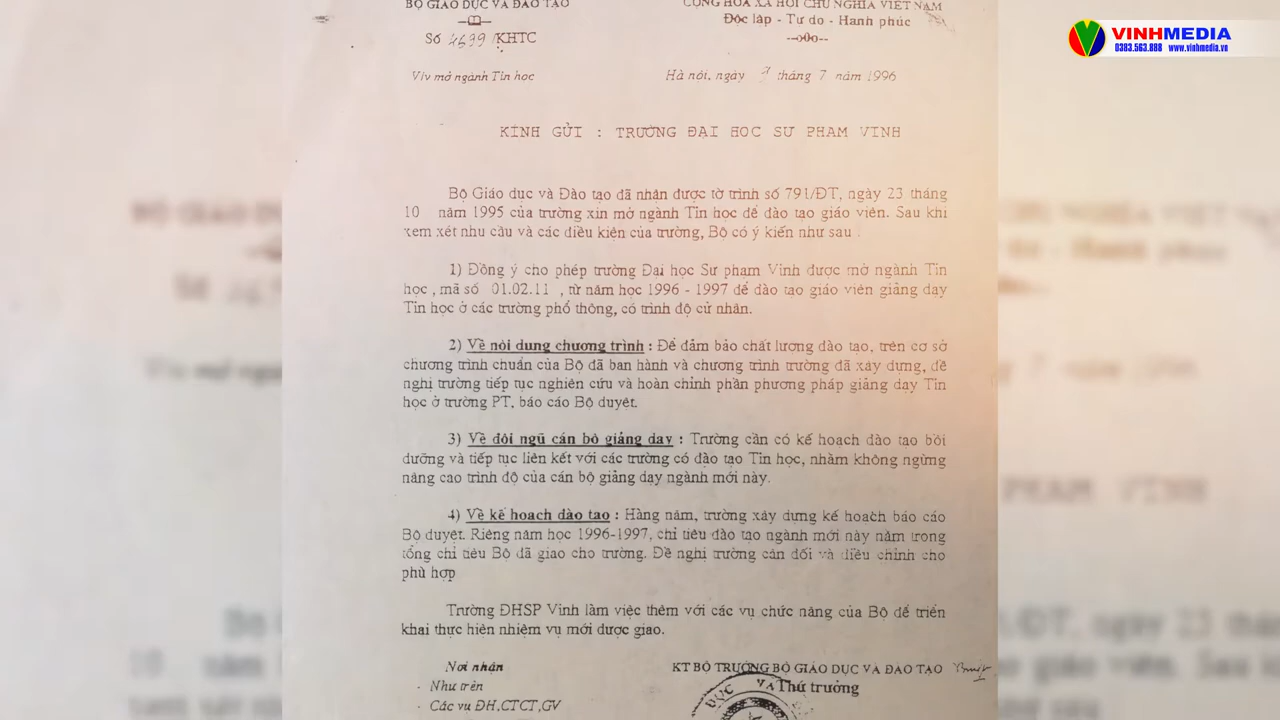 BỘ GIÁO DỤC VÀ ĐÀO TẠO
CỘNG HOÀ XÃ HỘI CHỦ NGHĨA VIỆT NAM
Độc lập - Tự do - Hạnh phúc
--o0o--
Số 4699 /KHTC
V/v mở ngành Tin học
Hà nội, ngày tháng 7 năm 1996
KÍNH GỬI : TRƯỜNG ĐẠI HỌC SƯ PHẠM VINH
Bộ Giáo dục và Đào tạo đã nhận được tờ trình số 791/ĐT, ngày 23 tháng
10 năm 1995 của trường xin mở ngành Tin học để đào tạo giáo viên. Sau khi
xem xét nhu cầu và các điều kiện của trường, Bộ có ý kiến như sau :
1) Đồng ý cho phép trường Đại học Sư phạm Vinh được mở ngành Tin
học , mã số 01.02.11 , từ năm học 1996 - 1997 để đào tạo giáo viên giảng dạy
Tin học ở các trường phổ thông, có trình độ cử nhân.
2) Về nội dung chương trình : Để đảm bảo chất lượng đào tạo, trên cơ sở
chương trình chuẩn của Bộ đã ban hành và chương trình trường đã xây dựng, đề
nghị trường tiếp tục nghiên cứu và hoàn chỉnh phần phương pháp giảng dạy Tin
học ở trường PT, báo cáo Bộ duyệt.
3) Về đội ngũ cán bộ giảng dạy : Trường cần có kế hoạch đào tạo bồi
dưỡng và tiếp tục liên kết với các trường có đào tạo Tin học, nhằm không ngừng
nâng cao trình độ của cán bộ giảng dạy ngành mới này.
4) Về kế hoạch đào tạo : Hàng năm, trường xây dựng kế hoạch báo cáo
Bộ duyệt. Riêng năm học 1996-1997, chỉ tiêu đào tạo ngành mới này nằm trong
tổng chỉ tiêu Bộ đã giao cho trường. Đề nghị trường cân đối và điều chỉnh cho
phù hợp
Trường ĐHSP Vinh làm việc thêm với các vụ chức năng của Bộ để triển
khai thực hiện nhiệm vụ mới được giao.
Nơi nhận
- Như trên
- Các vụ ĐH,CTCT,GV
KT BỘ TRƯỞNG BỘ GIÁO DỤC VÀ ĐÀO TẠO
Thứ trưởng
DỤC VÀ
VINHMEDIA
0383.563.888 www.vinhmedia.vn